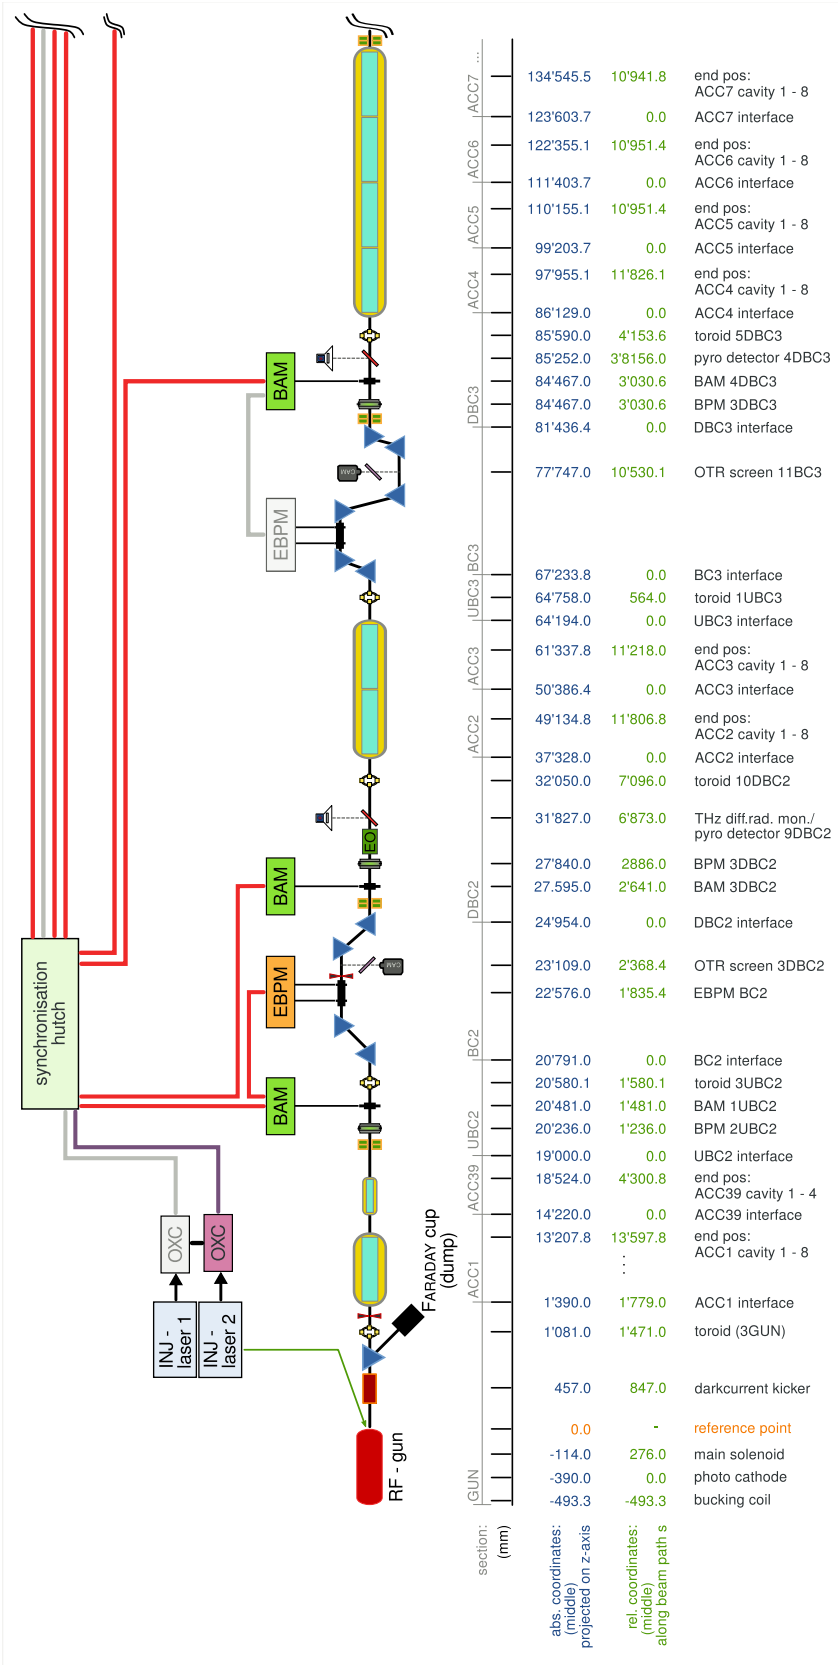 134'545.5 10'941.8 end pos:
ACC7 cavity 1 - 8
123'603.7 0.0 ACC7 interface
122'355.1 10'951.4 end pos:
ACC6 cavity 1 - 8
111'403.7 0.0 ACC6 interface
110'155.1 10'951.4 end pos:
ACC5 cavity 1 - 8
99'203.7 0.0 ACC5 interface
97'955.1 11'826.1 end pos:
ACC4 cavity 1 - 8
86'129.0 0.0 ACC4 interface
85'590.0 4'153.6 toroid 5DBC3
85'252.0 3'8156.0 pyro detector 4DBC3
84'467.0 3'030.6 BAM 4DBC3
84'467.0 3'030.6 BPM 3DBC3
81'436.4 0.0 DBC3 interface
77'747.0 10'530.1 OTR screen 11BC3
67'233.8 0.0 BC3 interface
64'758.0 564.0 toroid 1UBC3
64'194.0 0.0 UBC3 interface
61'337.8 11'218.0 end pos:
ACC3 cavity 1 - 8
50'386.4 0.0 ACC3 interface
49'134.8 11'806.8 end pos:
ACC2 cavity 1 - 8
37'328.0 0.0 ACC2 interface
32'050.0 7'096.0 toroid 10DBC2
31'827.0 6'873.0 THz diff.rad. mon./
pyro detector 9DBC2
27'840.0 2886.0 BPM 3DBC2
27.595.0 2'641.0 BAM 3DBC2
24'954.0 0.0 DBC2 interface
23'109.0 2'368.4 OTR screen 3DBC2
22'576.0 1'835.4 EBPM BC2
20'791.0 0.0 BC2 interface
20'580.1 1'580.1 toroid 3UBC2
20'481.0 1'481.0 BAM 1UBC2
20'236.0 1'236.0 BPM 2UBC2
19'000.0 0.0 UBC2 interface
18'524.0 4'300.8 end pos:
ACC39 cavity 1 - 4
14'220.0 0.0 ACC39 interface
13'207.8 13'597.8 end pos:
ACC1 cavity 1 - 8
...
1'390.0 1'779.0 ACC1 interface
1'081.0 1'471.0 toroid (3GUN)
457.0 847.0 darkcurrent kicker
0.0 - reference point
-114.0 276.0 main solenoid
-390.0 0.0 photo cathode
-493.3 -493.3 bucking coil
section:
(mm)
abs. coordinates:
(middle)
projected on z-axis
rel. coordinates:
(middle)
along beam path s
GUN
ACC1
ACC39
UBC2
BC2
DBC2
ACC2
ACC3
UBC3
BC3
DBC3
ACC4
ACC5
ACC6
ACC7
...
BAM
CAM
EBPM
EO
BAM
EBPM
CAM
BAM
synchronisation
hutch
OXC
OXC
INJ -
laser 1
INJ -
laser 2
FARADAY cup
(dump)
RF - gun